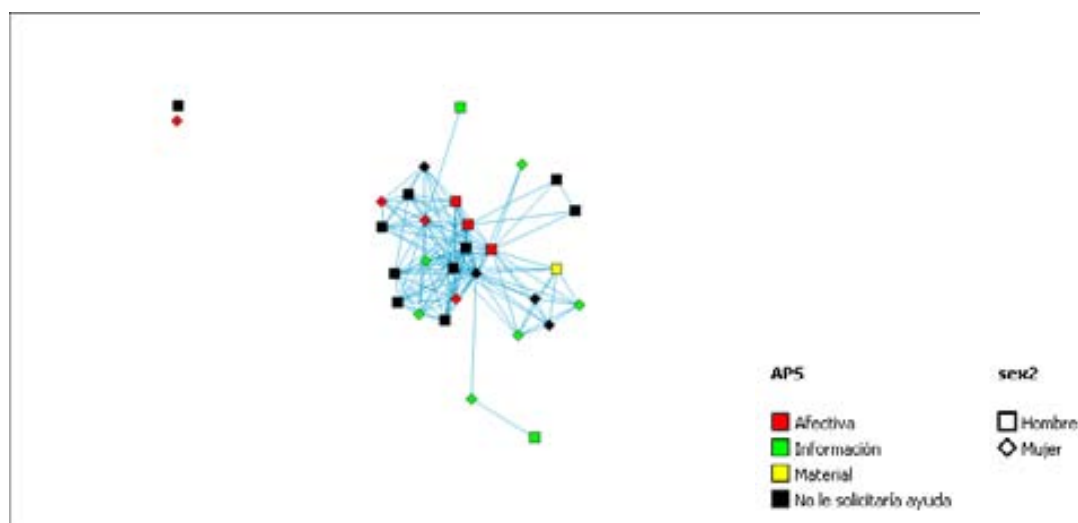 APS
Afectiva
Información
Material
No le solicitaría ayuda
sex2
Hombre
Mujer